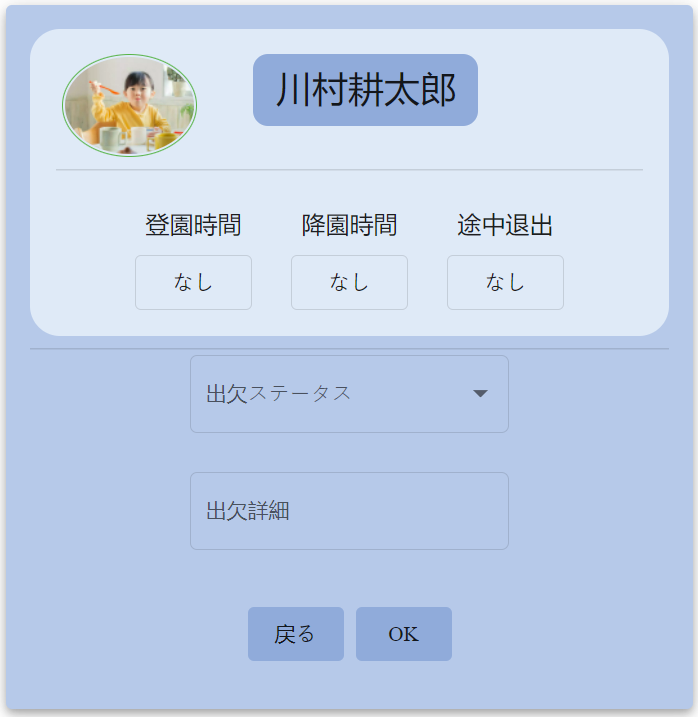 川村耕太郎
登園時間 降園時間 途中退出
なし なし なし
出欠ステータス
出欠詳細
戻る OK